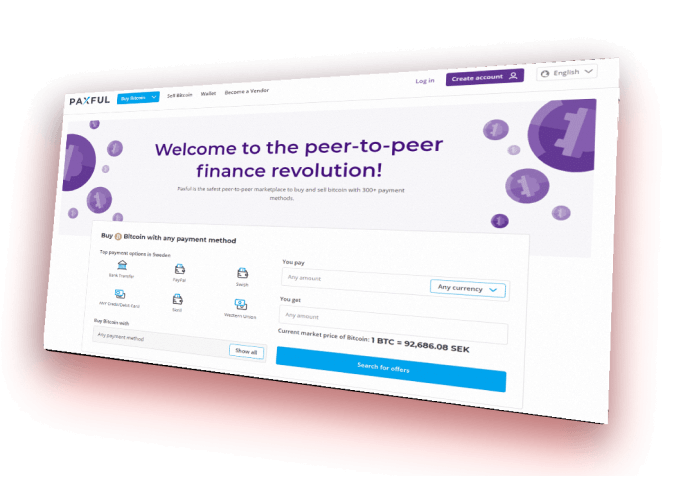 PAXFUL
Buy Bitcoin
Sell Bitcoin
Wallet
Become a Vendor
Log in
Create account
English
Welcome to the peer-to-peer
finance revolution!
Paxful is the safest peer-to-peer marketplace to buy and sell bitcoin with 300+ payment
methods.
Buy Bitcoin with any payment method
Top payment options in Sweden
Bank Transfer
PayPal
Swish
ANY Credit/Debit Card
Skrill
Western Union
Buy Bitcoin with
Any payment method
Show all
You pay
Any amount
Any currency
You get
Any amount
Current market price of Bitcoin: 1 BTC = 92,686.08 SEK
Search for offers